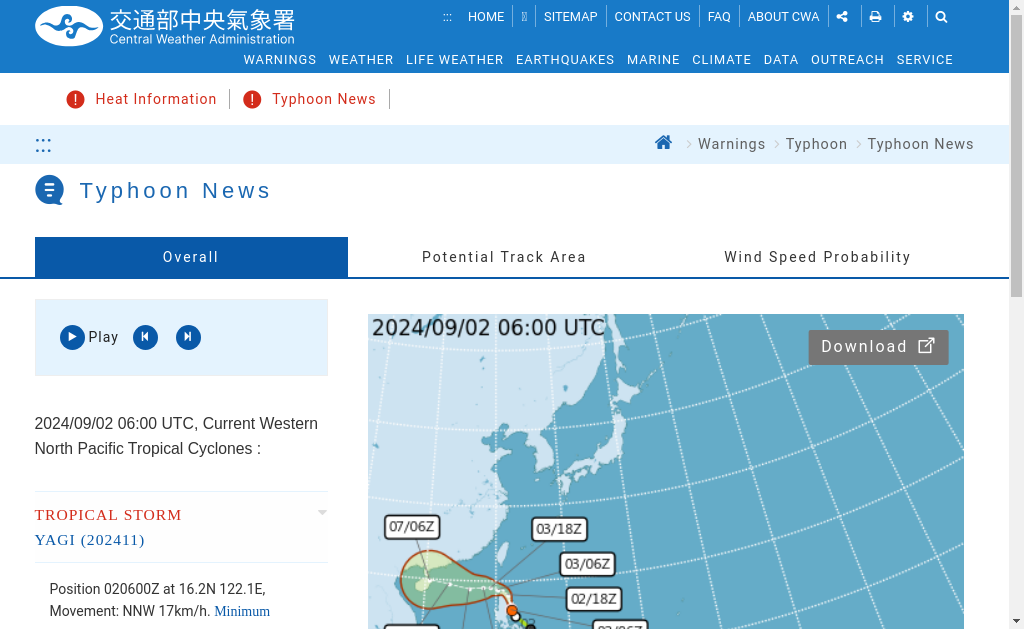 交通部中央氣象署
Central Weather Administration
::: HOME SITEMAP CONTACT US FAQ ABOUT CWA
WARNINGS WEATHER LIFE WEATHER EARTHQUAKES MARINE CLIMATE DATA OUTREACH SERVICE
! Heat Information ! Typhoon News
::: Warnings Typhoon Typhoon News
Typhoon News
Overall Potential Track Area Wind Speed Probability
Play
2024/09/02 06:00 UTC, Current Western
North Pacific Tropical Cyclones :
TROPICAL STORM
YAGI (202411)
Position 020600Z at 16.2N 122.1E,
Movement: NNW 17km/h. Minimum
2024/09/02 06:00 UTC
Download
07/06Z
03/18Z
03/06Z
02/18Z